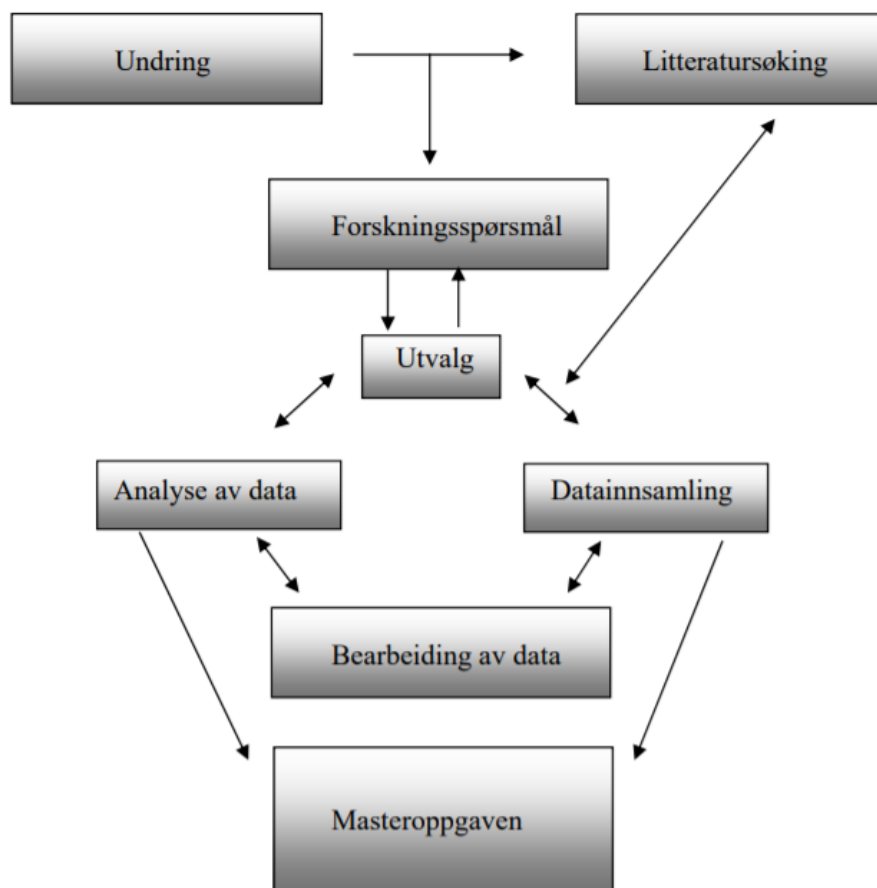 Undring
Litteratursøking
Forskningsspørsmål
Utvalg
Analyse av data
Datainnsamling
Bearbeiding av data
Masteroppgaven